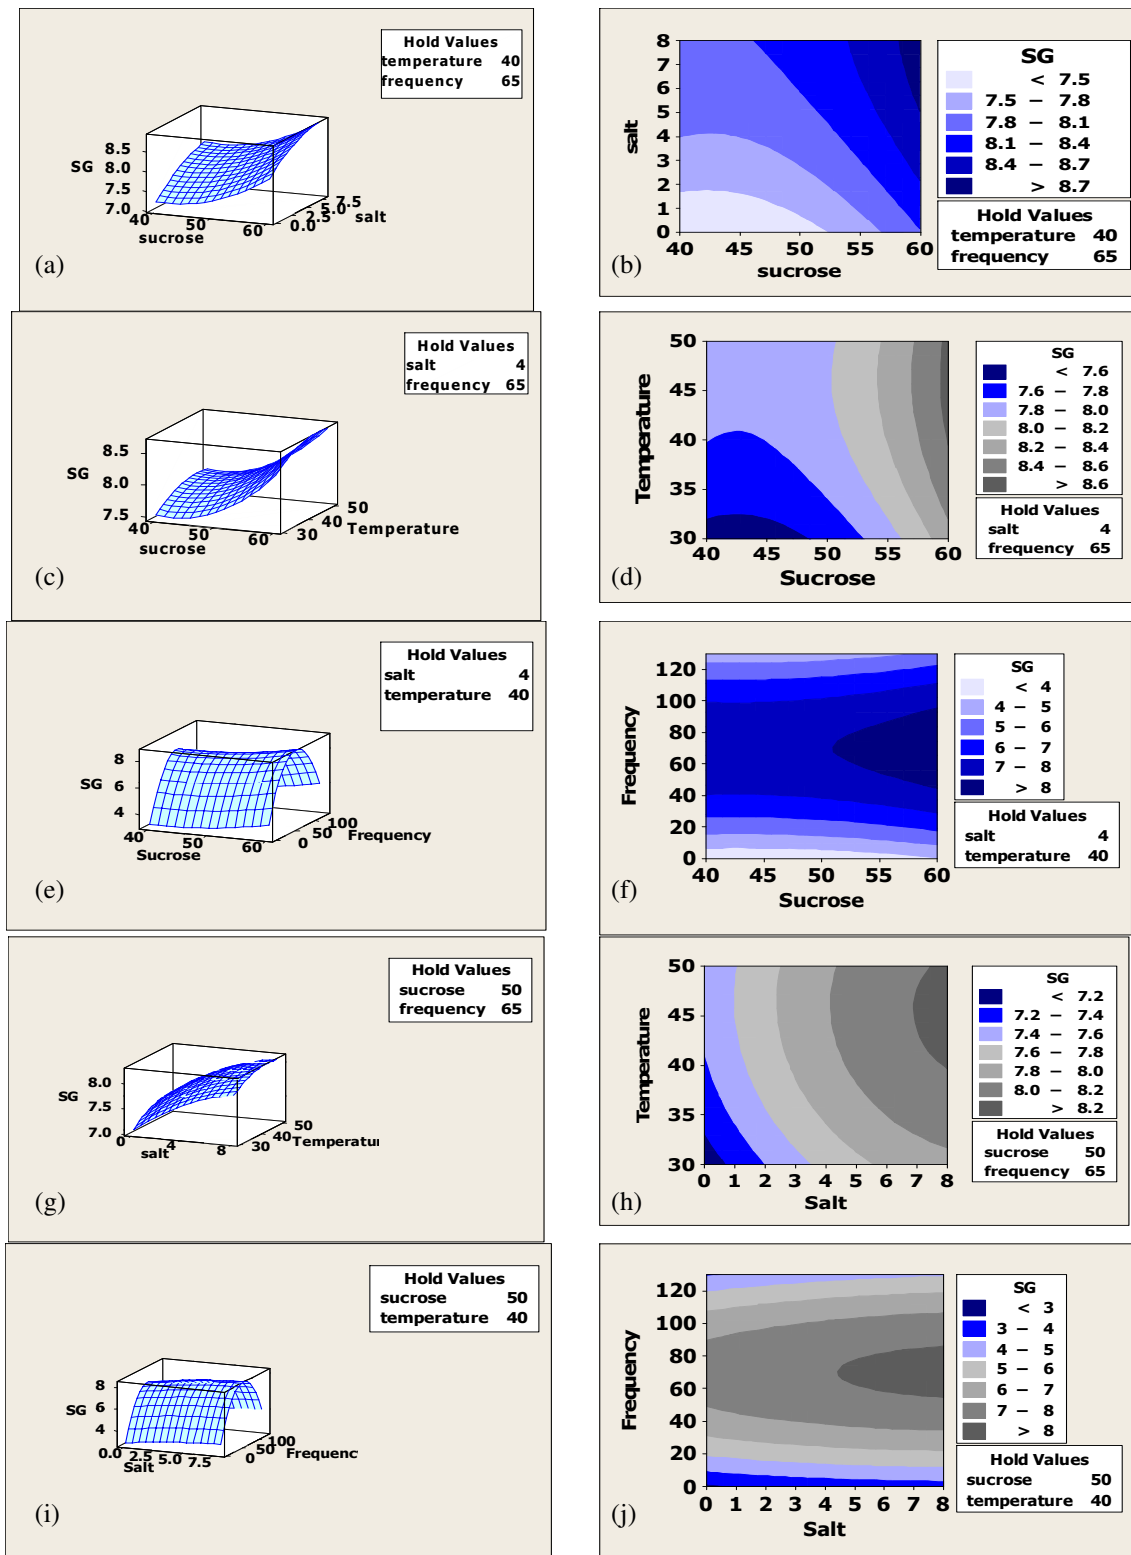 Hold Values
temperature 40
frequency 65
SG
8.5
8.0
7.5
7.0
40
50
60
sucrose
0.0
2.5
5.0
7.5
salt
(a)
8
7
6
5
4
3
2
1
0
salt
40 45 50 55 60
sucrose
SG
< 7.5
7.5 – 7.8
7.8 – 8.1
8.1 – 8.4
8.4 – 8.7
> 8.7
Hold Values
temperature 40
frequency 65
(b)
Hold Values
salt 4
frequency 65
SG
8.5
8.0
7.5
40
50
60
sucrose
30
40
50
Temperature
(c)
50
45
40
35
30
Temperature
40 45 50 55 60
Sucrose
SG
< 7.6
7.6 – 7.8
7.8 – 8.0
8.0 – 8.2
8.2 – 8.4
8.4 – 8.6
> 8.6
Hold Values
salt 4
frequency 65
(d)
Hold Values
salt 4
temperature 40
SG
8
6
4
40
50
60
Sucrose
0
50
100
Frequency
(e)
120
100
80
60
40
20
0
Frequency
40 45 50 55 60
Sucrose
SG
< 4
4 – 5
5 – 6
6 – 7
7 – 8
> 8
Hold Values
salt 4
temperature 40
(f)
Hold Values
sucrose 50
frequency 65
SG
8.0
7.5
7.0
0
4
8
salt
30
40
50
Temperatu
(g)
50
45
40
35
30
Temperature
0 1 2 3 4 5 6 7 8
Salt
SG
< 7.2
7.2 – 7.4
7.4 – 7.6
7.6 – 7.8
7.8 – 8.0
8.0 – 8.2
> 8.2
Hold Values
sucrose 50
frequency 65
(h)
Hold Values
sucrose 50
temperature 40
SG
8
6
4
0.0
2.5
5.0
7.5
Salt
0
50
100
Frequenc
(i)
120
100
80
60
40
20
0
Frequency
0 1 2 3 4 5 6 7 8
Salt
SG
< 3
3 – 4
4 – 5
5 – 6
6 – 7
7 – 8
> 8
Hold Values
sucrose 50
temperature 40
(j)